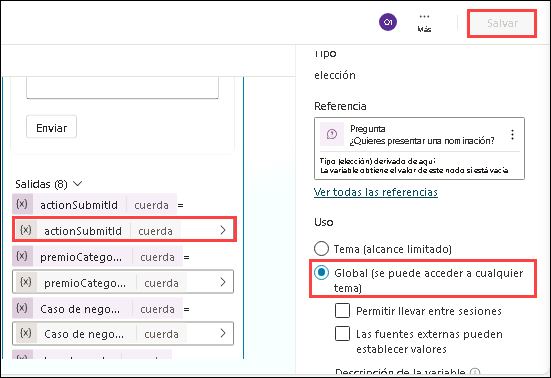 O1
Más
Salvar
Enviar
Salidas (8)
{x} actionSubmitId cuerda =
{x} actionSubmitId cuerda
{x} premioCatego... cuerda =
{x} premioCatego... cuerda
{x} Caso de nego... cuerda =
{x} Caso de nego... cuerda
Tipo
elección
Referencia
Pregunta
¿Quieres presentar una nominación?
Tipo (elección) derivado de aquí
La variable obtiene el valor de este nodo si está vacía
Ver todas las referencias
Uso
Tema (alcance limitado)
Global (se puede acceder a cualquier
tema)
Permitir llevar entre sesiones
Las fuentes externas pueden
establecer valores
Descripción de la variable